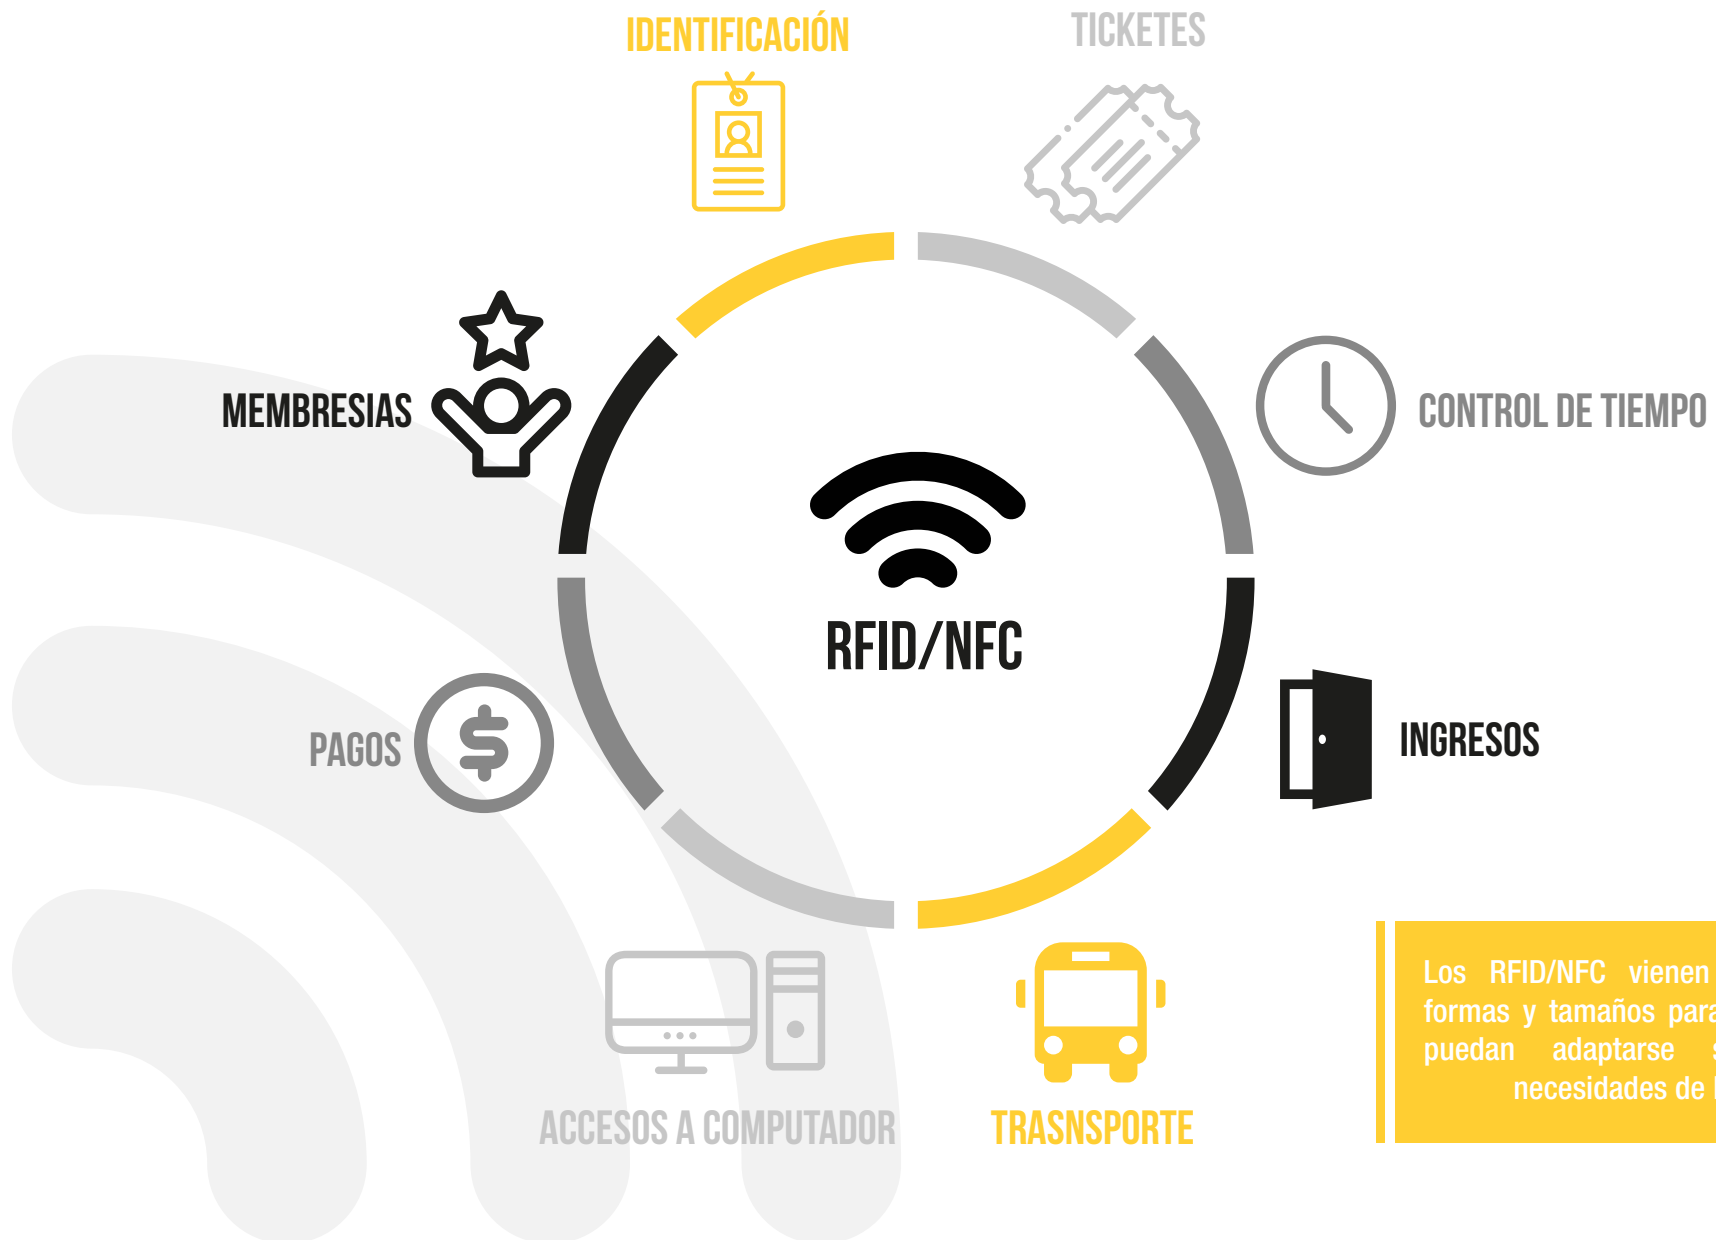 IDENTIFICACIÓN
TICKETES
MEMBRESIAS
CONTROL DE TIEMPO
RFID/NFC
PAGOS
INGRESOS
ACCESOS A COMPUTADOR
TRASNSPORTE
Los RFID/NFC vienen
formas y tamaños para
puedan adaptarse
necesidades de